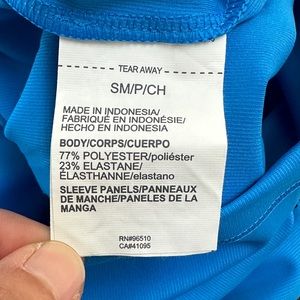 TEAR AWAY
SM/P/CH
MADE IN INDONESIA/
FABRIQUÉ EN INDONÉSIE/
HECHO EN INDONESIA
BODY/CORPS/CUERPO
77% POLYESTER/poliéster
23% ELASTANE/
ÉLASTHANNE/elastano
SLEEVE PANELS/PANNEAUX
DE MANCHE/PANELES DE LA
MANGA
RN#96510
CA#41095